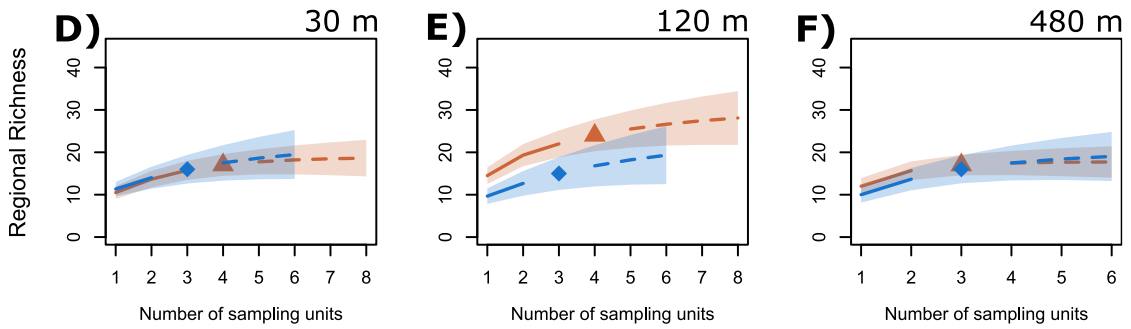 D) 30 m E) 120 m F) 480 m
Regional Richness
40 40 40
30 30 30
20 20 20
10 10 10
0 0 0
1 2 3 4 5 6 7 8 1 2 3 4 5 6 7 8 1 2 3 4 5 6
Number of sampling units Number of sampling units Number of sampling units